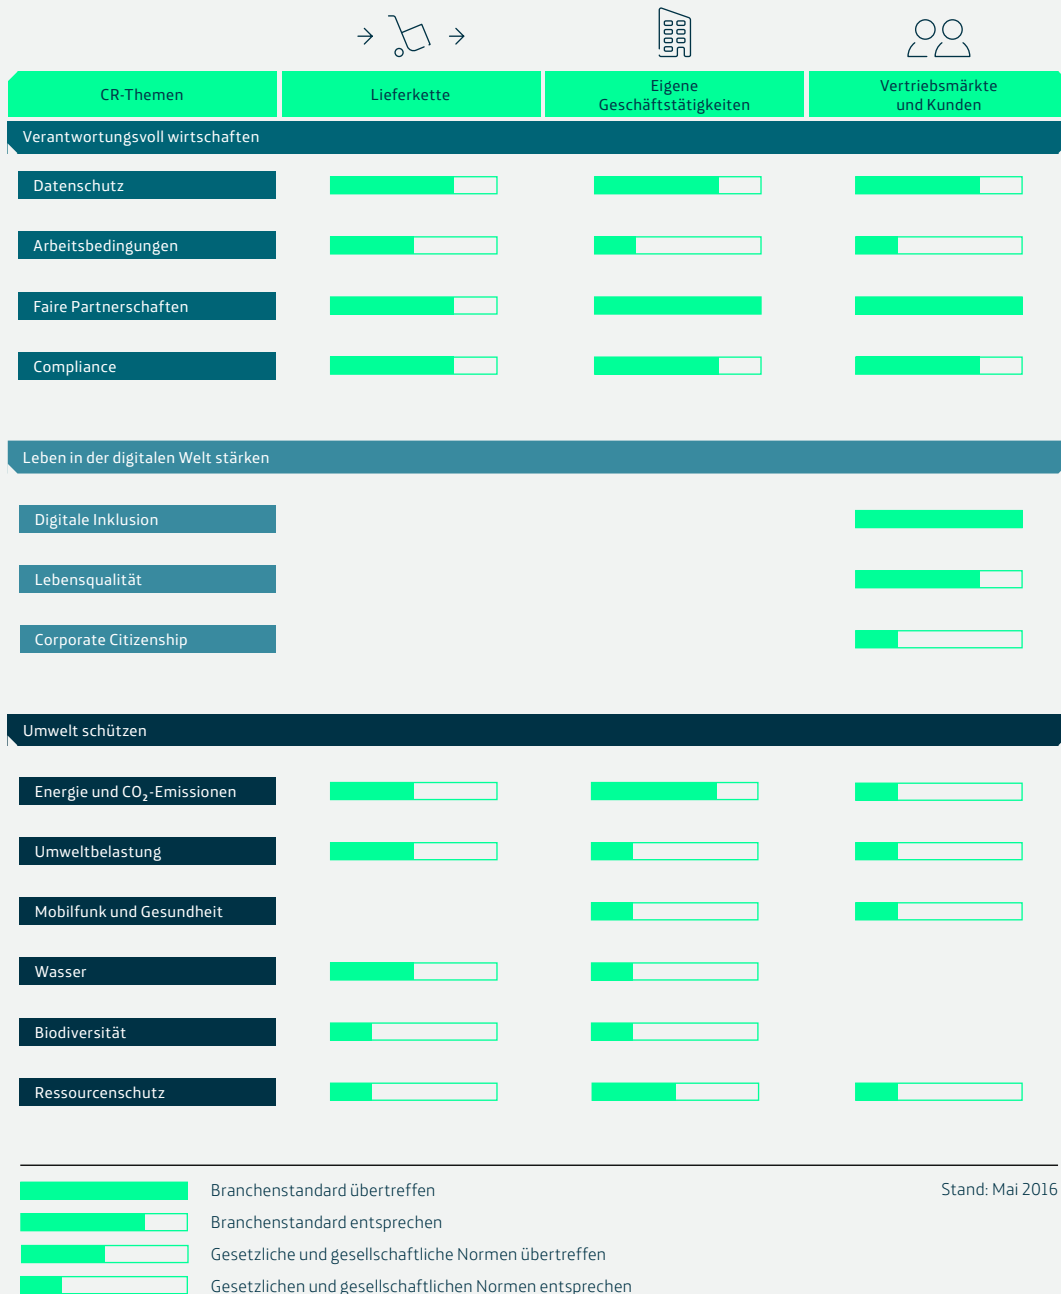 CR-Themen
Lieferkette
Eigene
Geschäftstätigkeiten
Vertriebsmärkte
und Kunden
Verantwortungsvoll wirtschaften
Datenschutz
Arbeitsbedingungen
Faire Partnerschaften
Compliance
Leben in der digitalen Welt stärken
Digitale Inklusion
Lebensqualität
Corporate Citizenship
Umwelt schützen
Energie und CO₂-Emissionen
Umweltbelastung
Mobilfunk und Gesundheit
Wasser
Biodiversität
Ressourcenschutz
Branchenstandard übertreffen
Stand: Mai 2016
Branchenstandard entsprechen
Gesetzliche und gesellschaftliche Normen übertreffen
Gesetzlichen und gesellschaftlichen Normen entsprechen